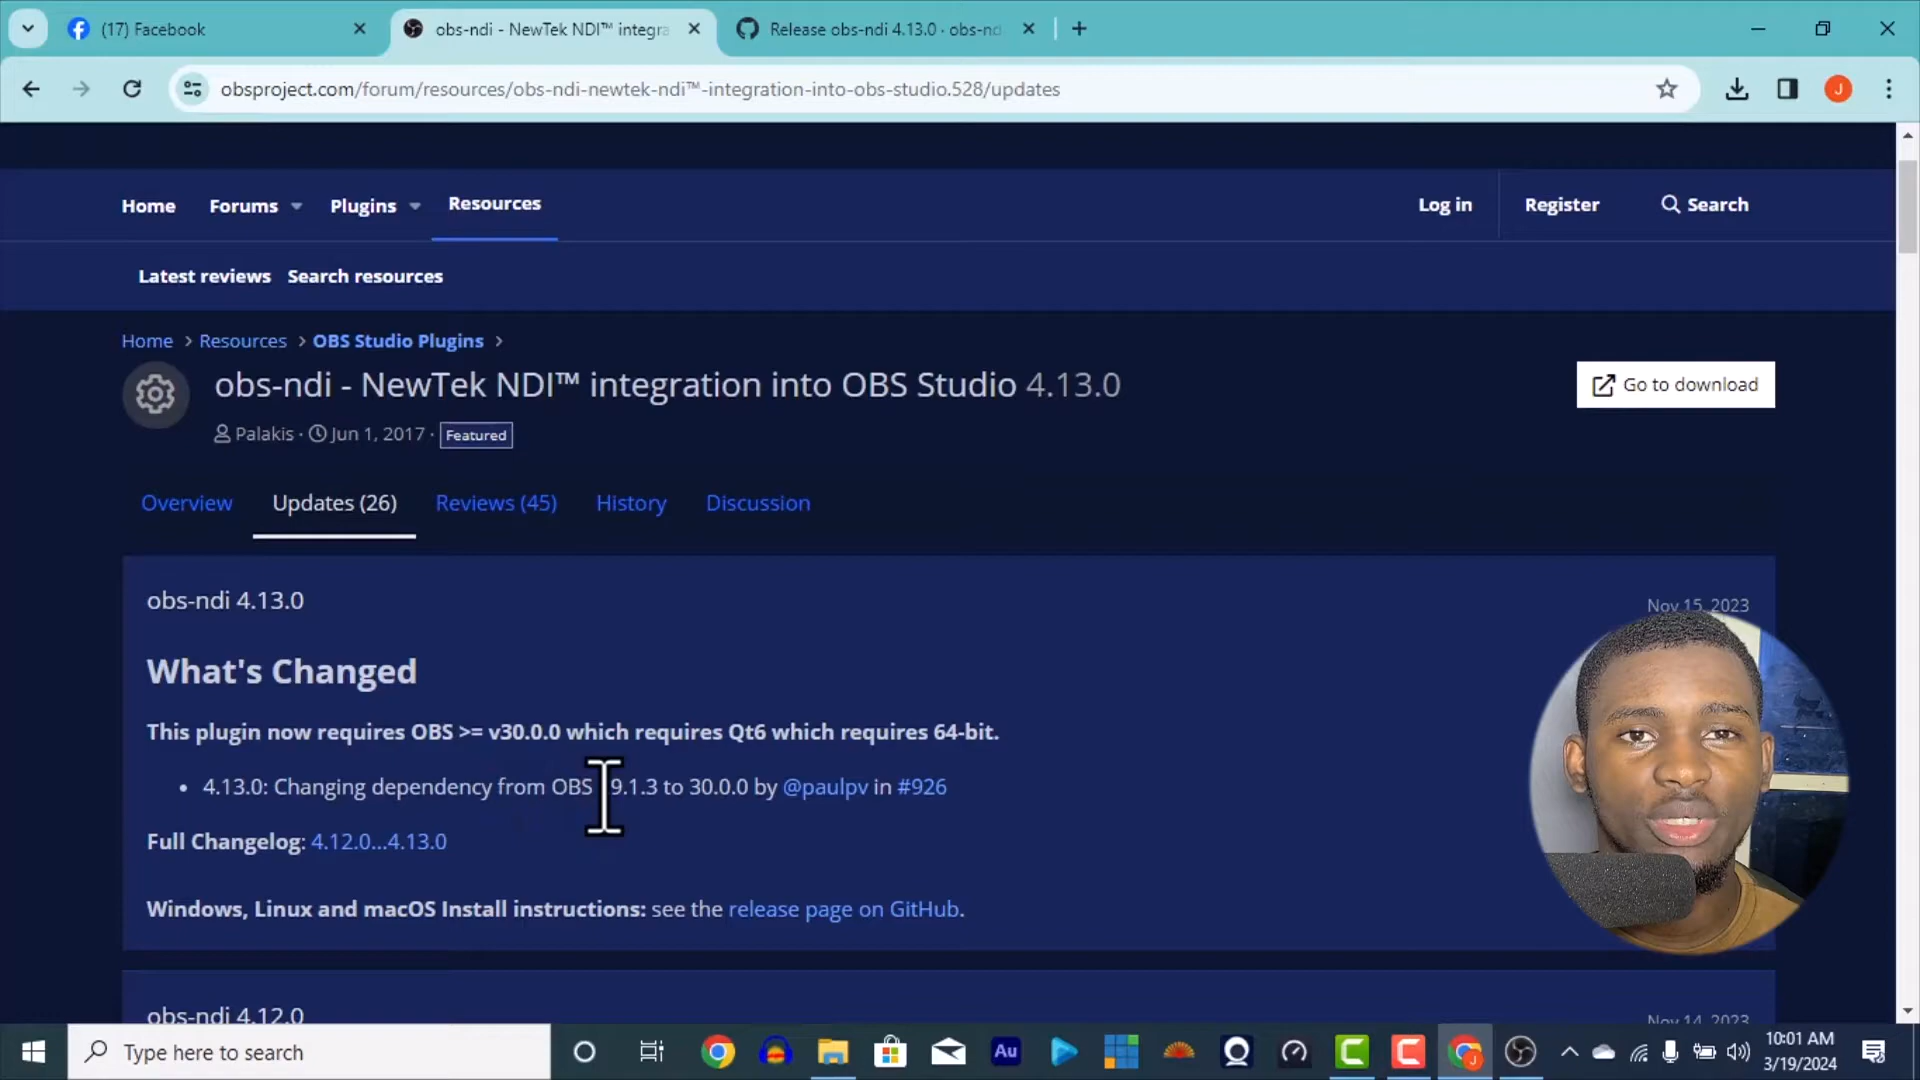 (17) Facebook
obs-ndi - NewTek NDI™ integra
Release obs-ndi 4.13.0 · obs-nd
obsproject.com/forum/resources/obs-ndi-newtek-ndi™-integration-into-obs-studio.528/updates
J
Home Forums Plugins Resources Log in Register Search
Latest reviews Search resources
Home > Resources > OBS Studio Plugins >
obs-ndi - NewTek NDI™ integration into OBS Studio 4.13.0
Go to download
Palakis · Jun 1, 2017 · Featured
Overview Updates (26) Reviews (45) History Discussion
obs-ndi 4.13.0
Nov 15, 2023
What's Changed
This plugin now requires OBS >= v30.0.0 which requires Qt6 which requires 64-bit.
• 4.13.0: Changing dependency from OBS 9.1.3 to 30.0.0 by @paulpv in #926
Full Changelog: 4.12.0...4.13.0
Windows, Linux and macOS Install instructions: see the release page on GitHub.
obs-ndi 4.12.0
Nov 14, 2023
Type here to search
Au
J
10:01 AM
3/19/2024